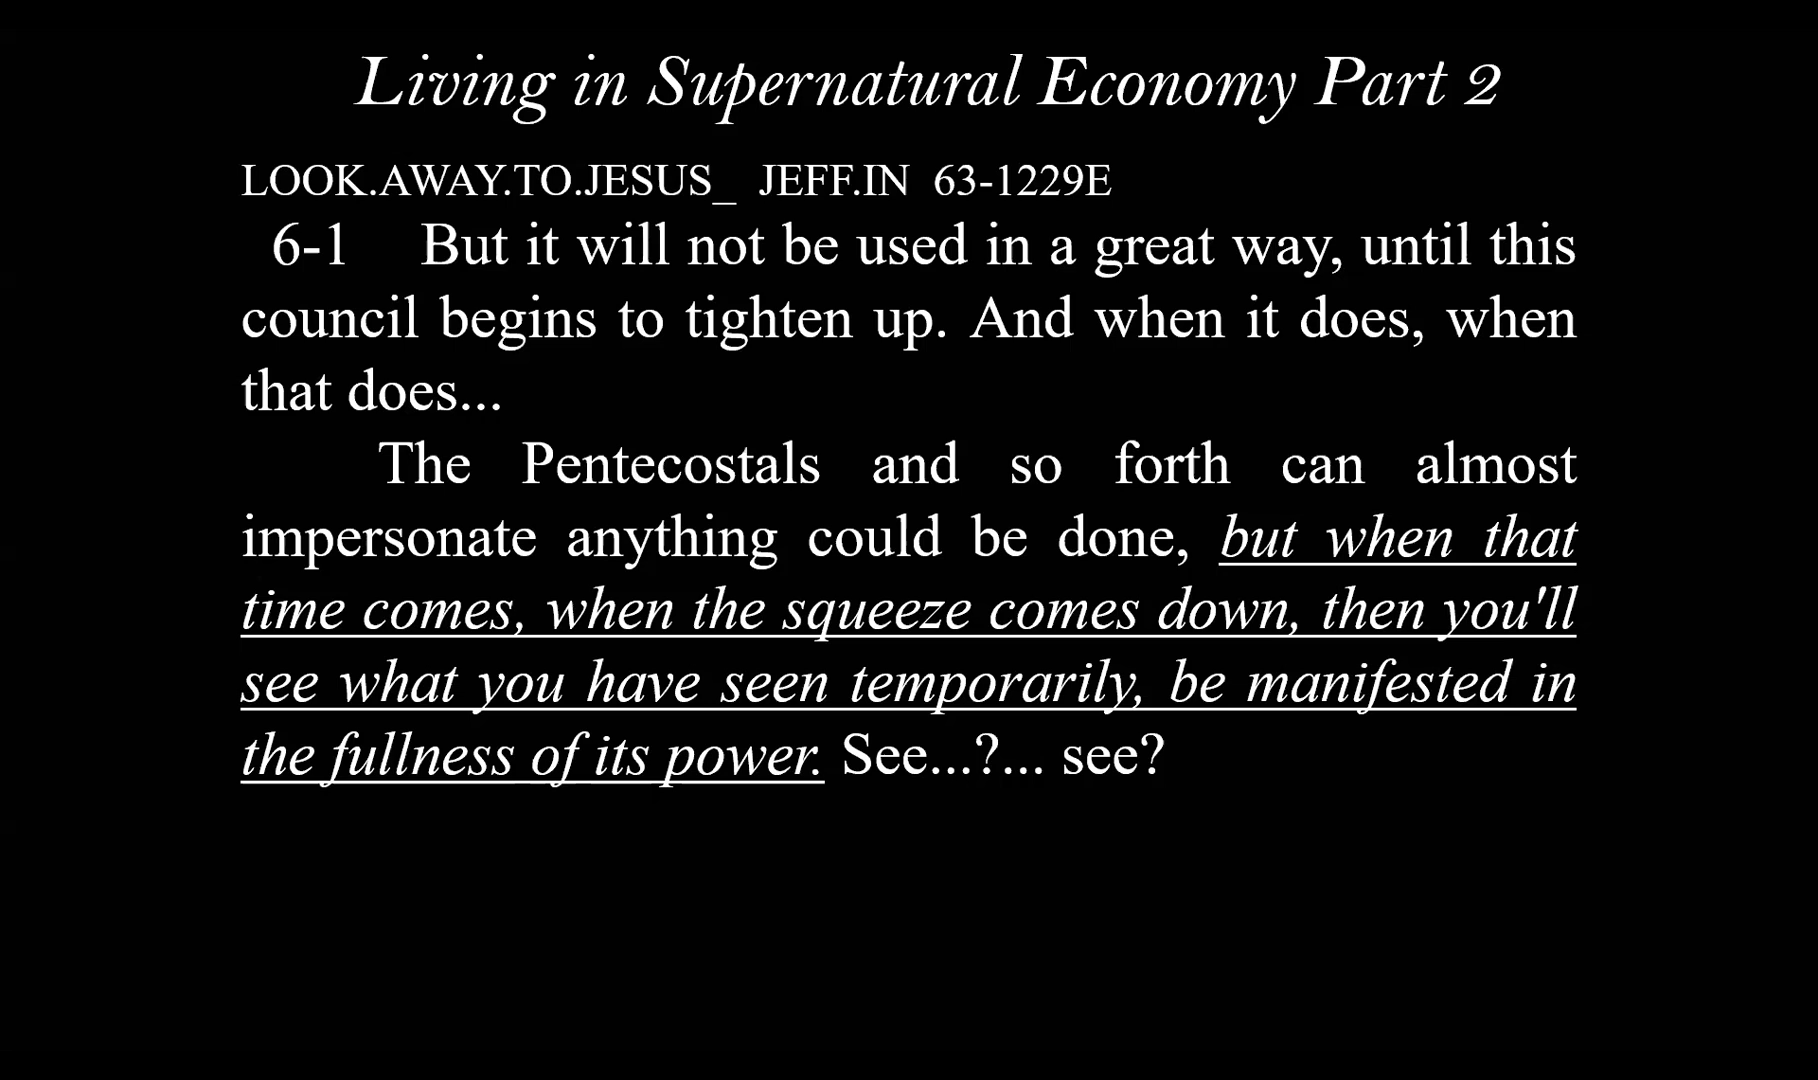 Living in Supernatural Economy Part 2
LOOK.AWAY.TO.JESUS_ JEFF.IN 63-1229E
6-1 But it will not be used in a great way, until this
council begins to tighten up. And when it does, when
that does...
The Pentecostals and so forth can almost
impersonate anything could be done, but when that
time comes, when the squeeze comes down, then you'll
see what you have seen temporarily, be manifested in
the fullness of its power. See...?... see?